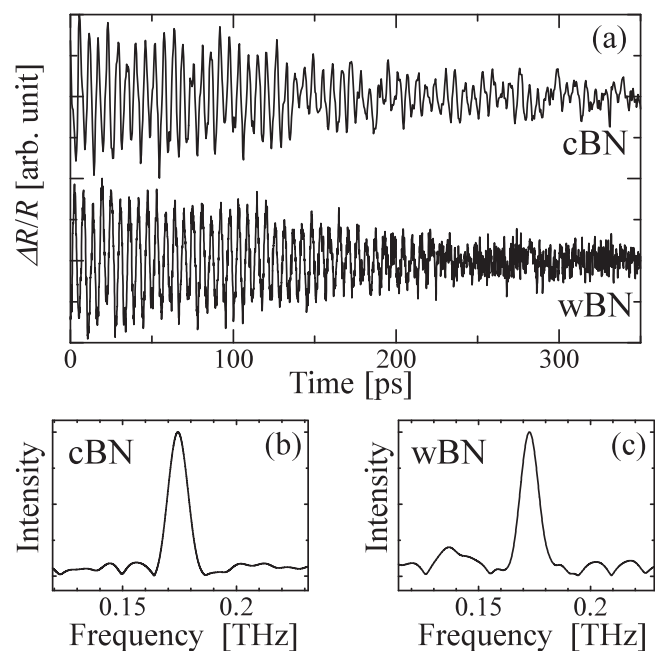 (a)
cBN
wBN
ΔR/R [arb. unit]
0 100 200 300
Time [ps]
cBN (b)
Intensity
0.15 0.2
Frequency [THz]
wBN (c)
Intensity
0.15 0.2
Frequency [THz]